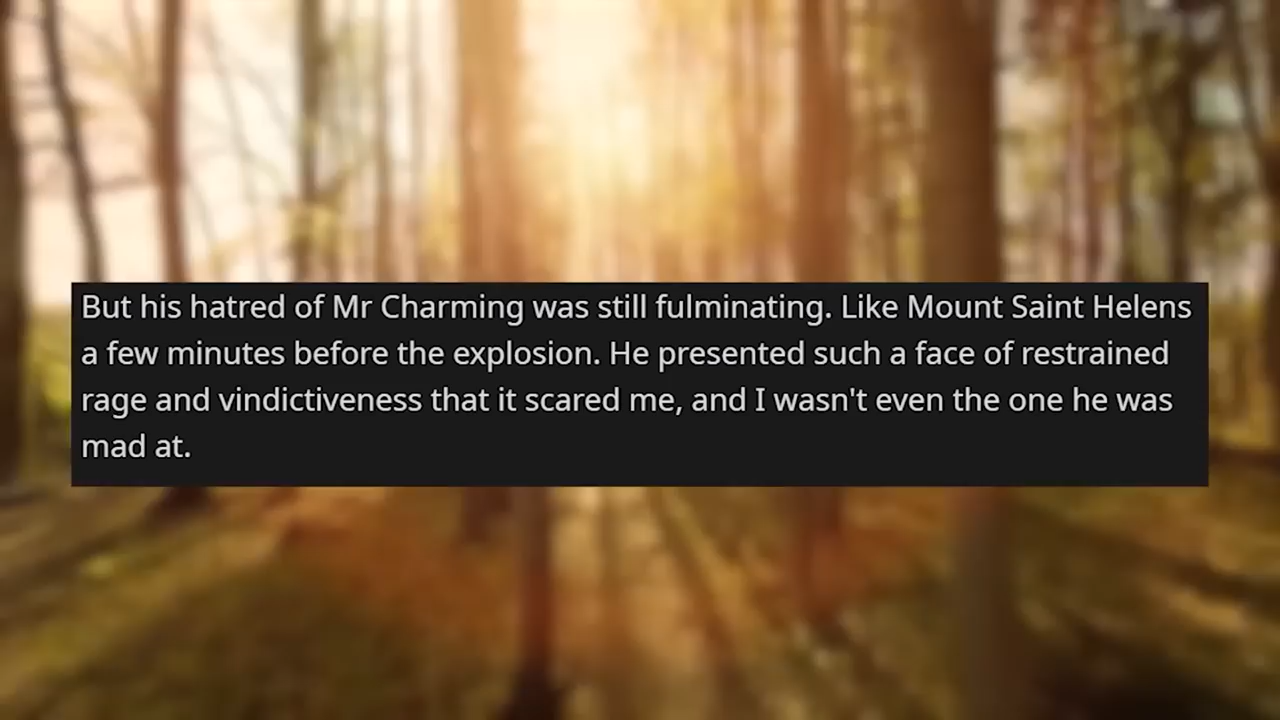 But his hatred of Mr Charming was still fulminating. Like Mount Saint Helens
a few minutes before the explosion. He presented such a face of restrained
rage and vindictiveness that it scared me, and I wasn't even the one he was
mad at.